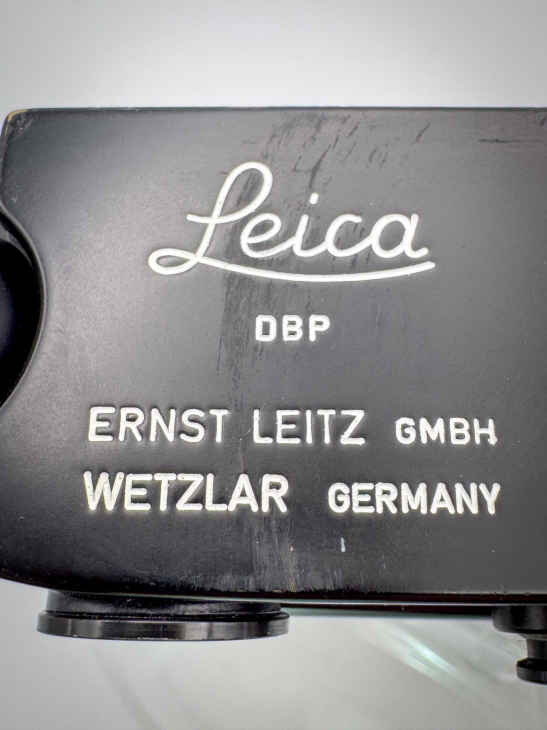 Leica
DBP
ERNST LEITZ GMBH
WETZLAR GERMANY